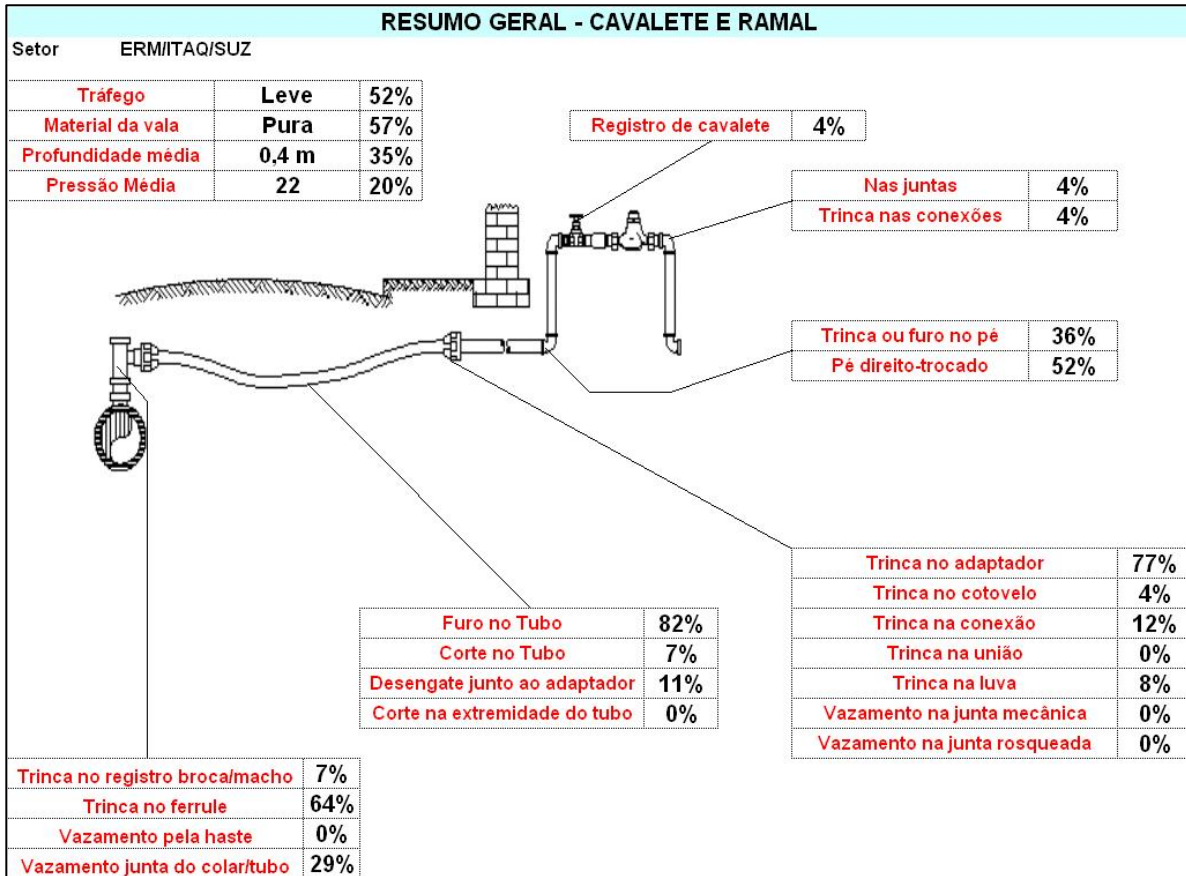 RESUMO GERAL - CAVALETE E RAMAL
Setor ERM/ITAQ/SUZ
Tráfego Leve 52%
Material da vala Pura 57%
Profundidade média 0,4 m 35%
Pressão Média 22 20%
Registro de cavalete 4%
Nas juntas 4%
Trinca nas conexões 4%
Trinca ou furo no pé 36%
Pé direito-trocado 52%
Trinca no adaptador 77%
Trinca no cotovelo 4%
Trinca na conexão 12%
Trinca na união 0%
Trinca na luva 8%
Vazamento na junta mecânica 0%
Vazamento na junta rosqueada 0%
Furo no Tubo 82%
Corte no Tubo 7%
Desengate junto ao adaptador 11%
Corte na extremidade do tubo 0%
Trinca no registro broca/macho 7%
Trinca no ferrule 64%
Vazamento pela haste 0%
Vazamento junta do colar/tubo 29%